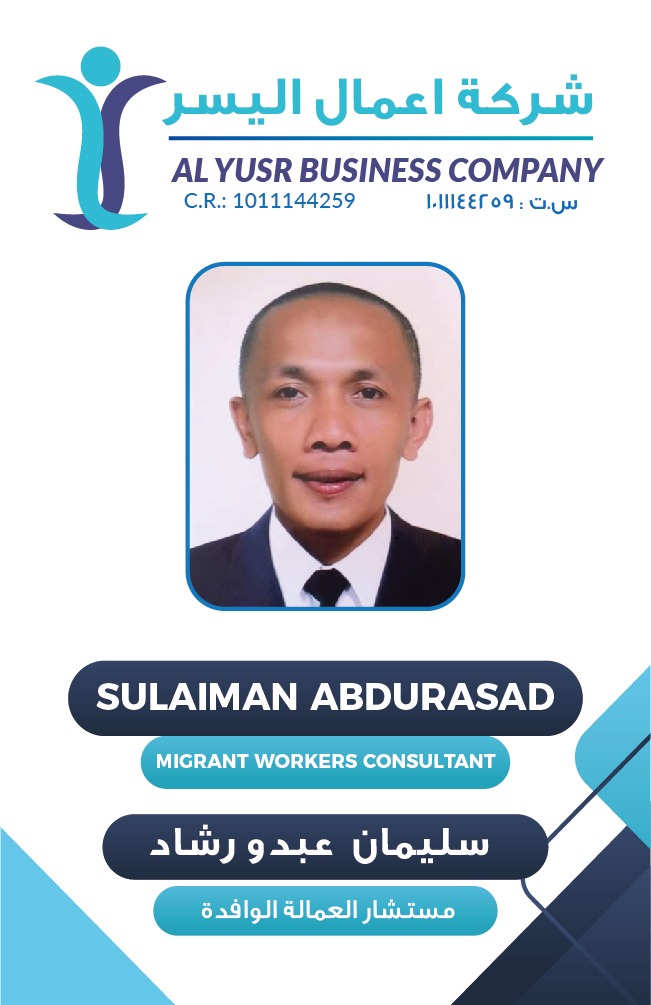 شركة اعمال اليسر
AL YUSR BUSINESS COMPANY
C.R.: 1011144259 س.ت : ١٠١١١٤٤٢٥٩
SULAIMAN ABDURASAD
MIGRANT WORKERS CONSULTANT
سليمان عبدو رشاد
مستشار العمالة الوافدة